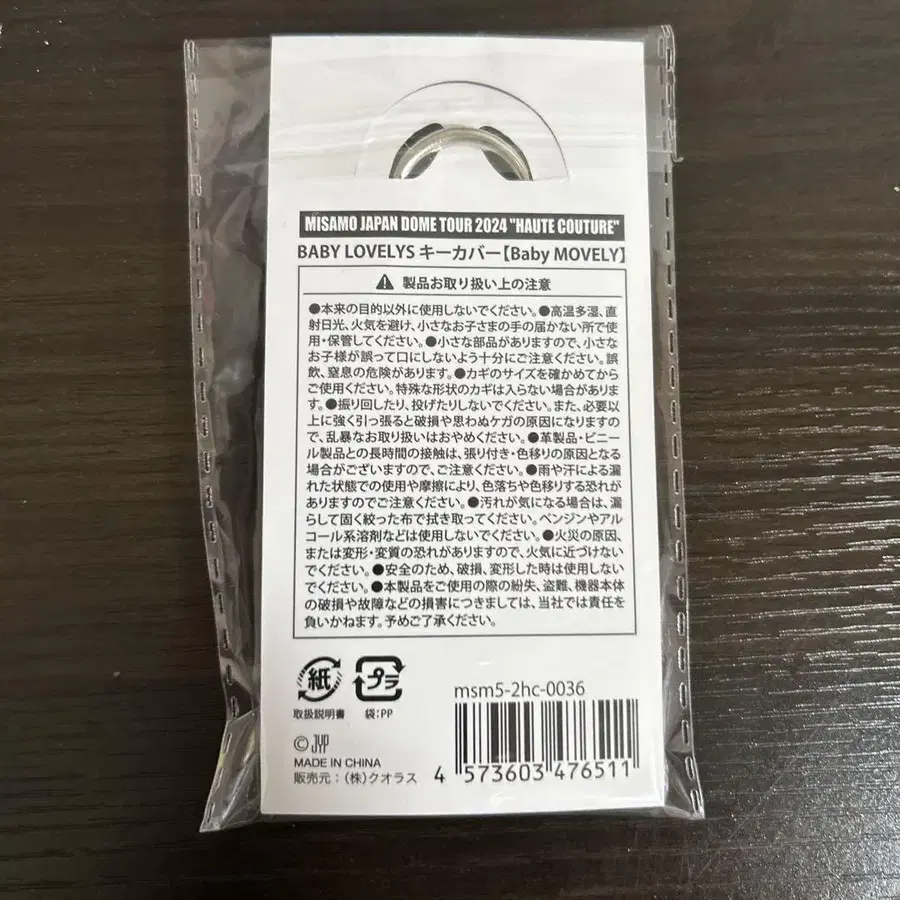 MISAMO JAPAN DOME TOUR 2024 "HAUTE COUTURE"
BABY LOVELYS キーカバー【Baby MOVELY】
製品お取り扱い上の注意
●本来の目的以外に使用しないでください。●高温多湿、直
射日光、火気を避け、小さなお子さまの手の届かない所で使
用・保管してください。●小さな部品がありますので、小さな
お子様が誤って口にしないよう十分にご注意ください。誤
飲、窒息の危険があります。●カギのサイズを確かめてから
ご使用ください。特殊な形状のカギは入らない場合がありま
す。●振り回したり、投げたりしないでください。また、必要以
上に強く引っ張ると破損や思わぬケガの原因になりますの
で、乱暴なお取り扱いはおやめください。●革製品・ビニー
ル製品との長時間の接触は、張り付き・色移りの原因となる
場合がございますので、ご注意ください。●雨や汗による濡
れた状態での使用や摩擦により、色落ちや色移りする恐れが
ありますのでご注意ください。●汚れが気になる場合は、濡
らして固く絞った布で拭き取ってください。ベンジンやアル
コール系溶剤などは使用しないでください。●火災の原因、
または変形・変質の恐れがありますので、火気に近づけない
でください。●安全のため、破損、変形した時は使用しない
でください。●本製品をご使用の際の紛失、盗難、機器本体
の破損や故障などの損害につきましては、当社では責任を
負いかねます。予めご了承ください。
紙
プラ
取扱説明書
袋:PP
msm5-2hc-0036
©JYP
MADE IN CHINA
販売元:(株)クオラス
4 573603 476511